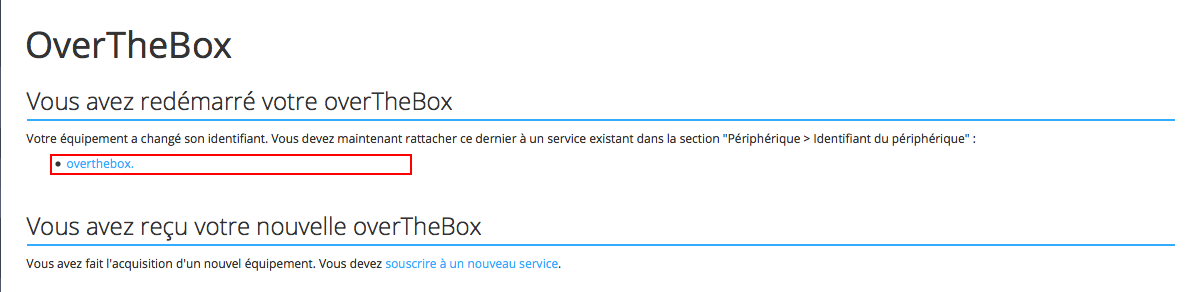 OverTheBox
Vous avez redémarré votre overTheBox
Votre équipement a changé son identifiant. Vous devez maintenant rattacher ce dernier à un service existant dans la section "Périphérique > Identifiant du périphérique" :
• overthebox.
Vous avez reçu votre nouvelle overTheBox
Vous avez fait l'acquisition d'un nouvel équipement. Vous devez souscrire à un nouveau service.